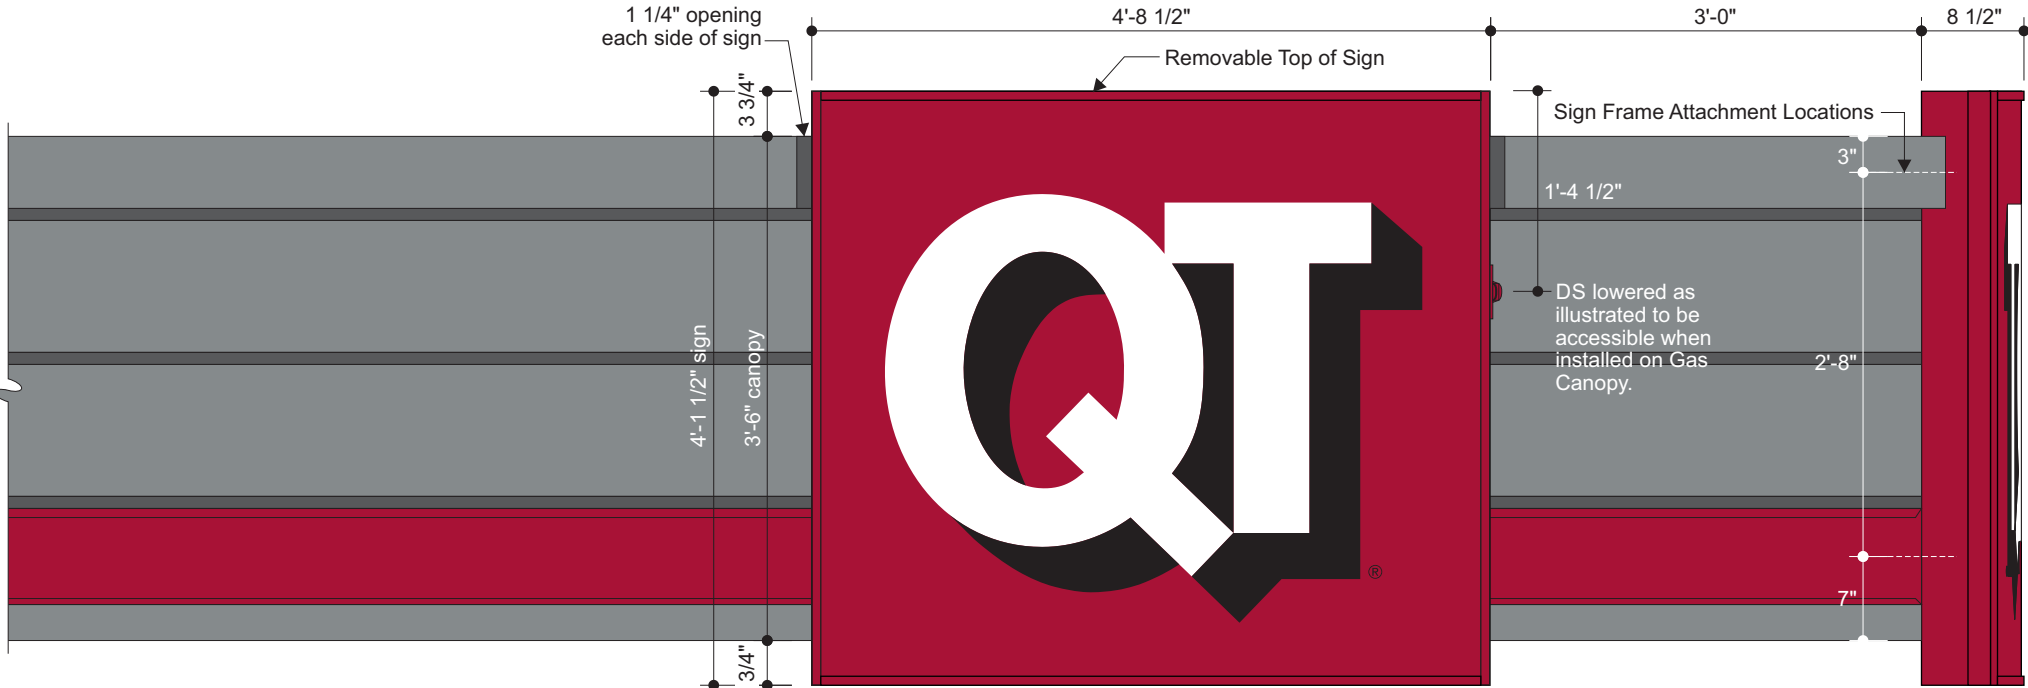 1 1/4" opening
each side of sign
4'-8 1/2"
3'-0"
8 1/2"
Removable Top of Sign
3 3/4"
Sign Frame Attachment Locations
3"
1'-4 1/2"
QT
®
DS lowered as
illustrated to be
accessible when
installed on Gas
Canopy.
4'-1 1/2" sign
3'-6" canopy
2'-8"
7"
3/4"